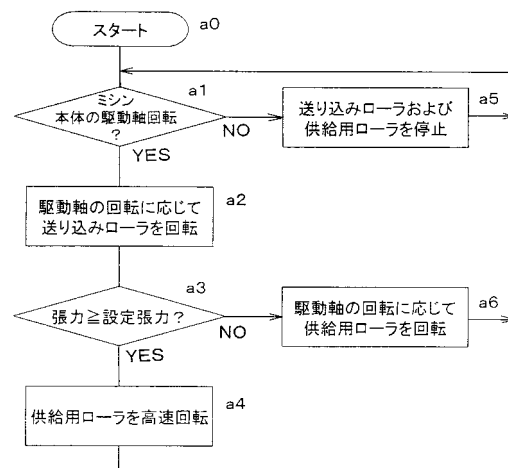 スタート
a0
ミシン
本体の駆動軸回転
?
a1
NO
YES
送り込みローラおよび
供給用ローラを停止
a5
駆動軸の回転に応じて
送り込みローラを回転
a2
張力≧設定張力?
a3
NO
YES
駆動軸の回転に応じて
供給用ローラを回転
a6
供給用ローラを高速回転
a4